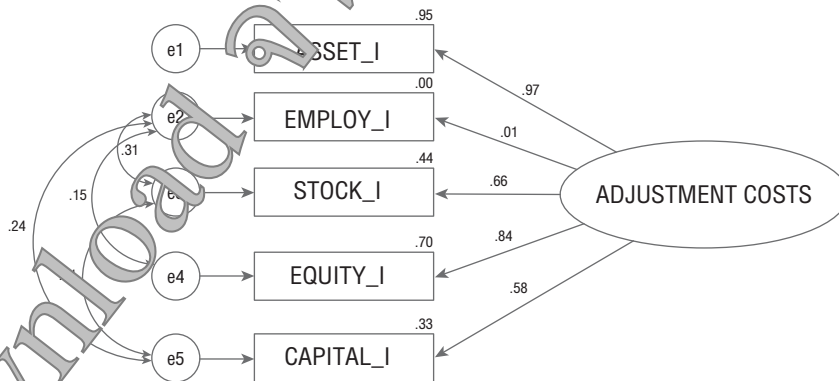 .95
e1
.97
.00
e2
EMPLOY_I
.01
.31
.44
STOCK_I
.66
ADJUSTMENT COSTS
.15
.24
.70
e4
EQUITY_I
.84
.58
.33
e5
CAPITAL_I